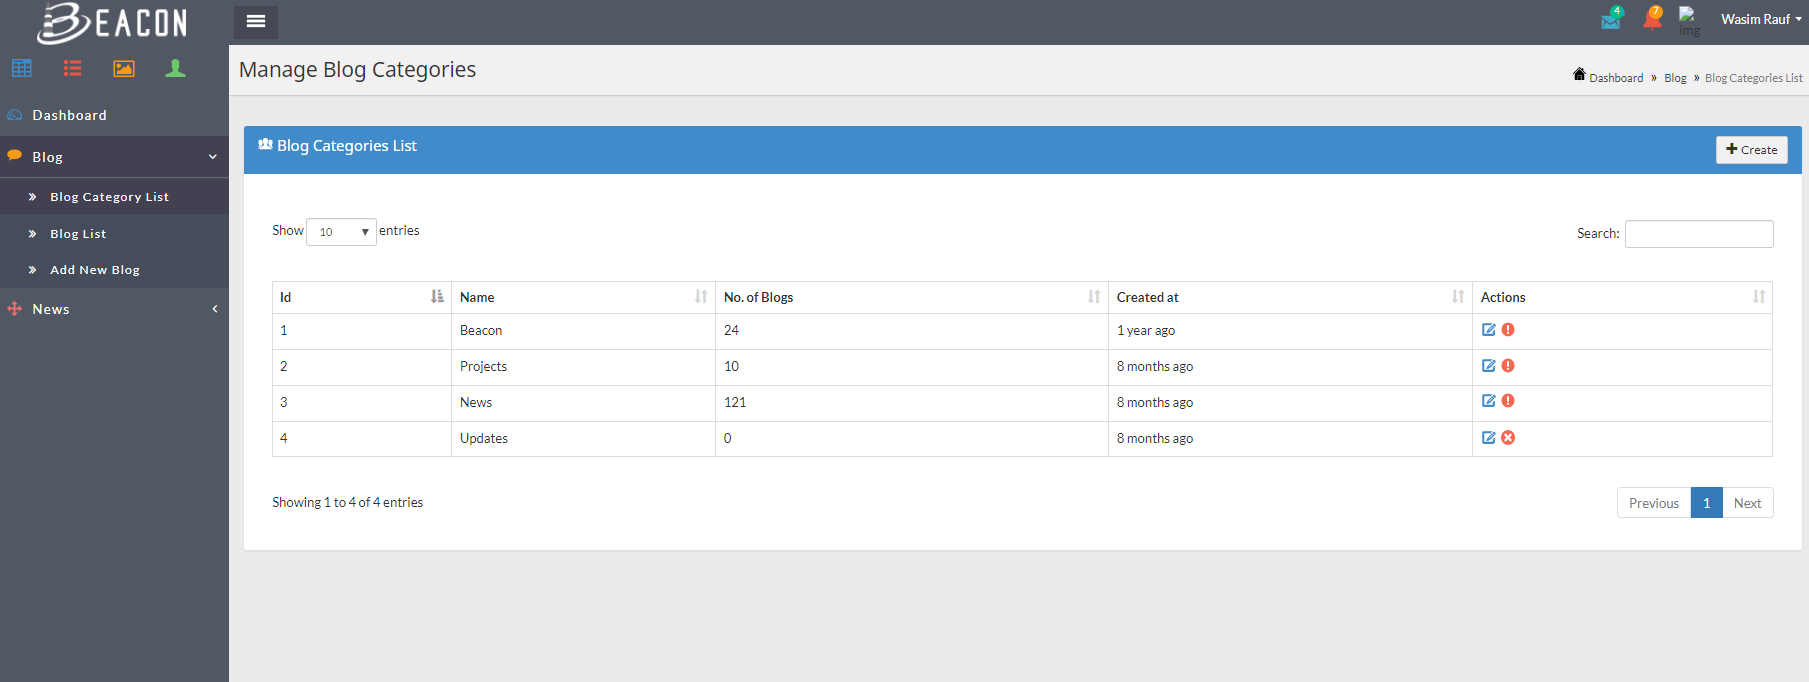 BEACON
4
7
img
Wasim Rauf
Manage Blog Categories
Dashboard » Blog » Blog Categories List
Dashboard
Blog
Blog Category List
Blog List
Add New Blog
News
Blog Categories List
Create
Show 10 entries
Search:
Id Name No. of Blogs Created at Actions
1 Beacon 24 1 year ago
2 Projects 10 8 months ago
3 News 121 8 months ago
4 Updates 0 8 months ago
Showing 1 to 4 of 4 entries
Previous 1 Next